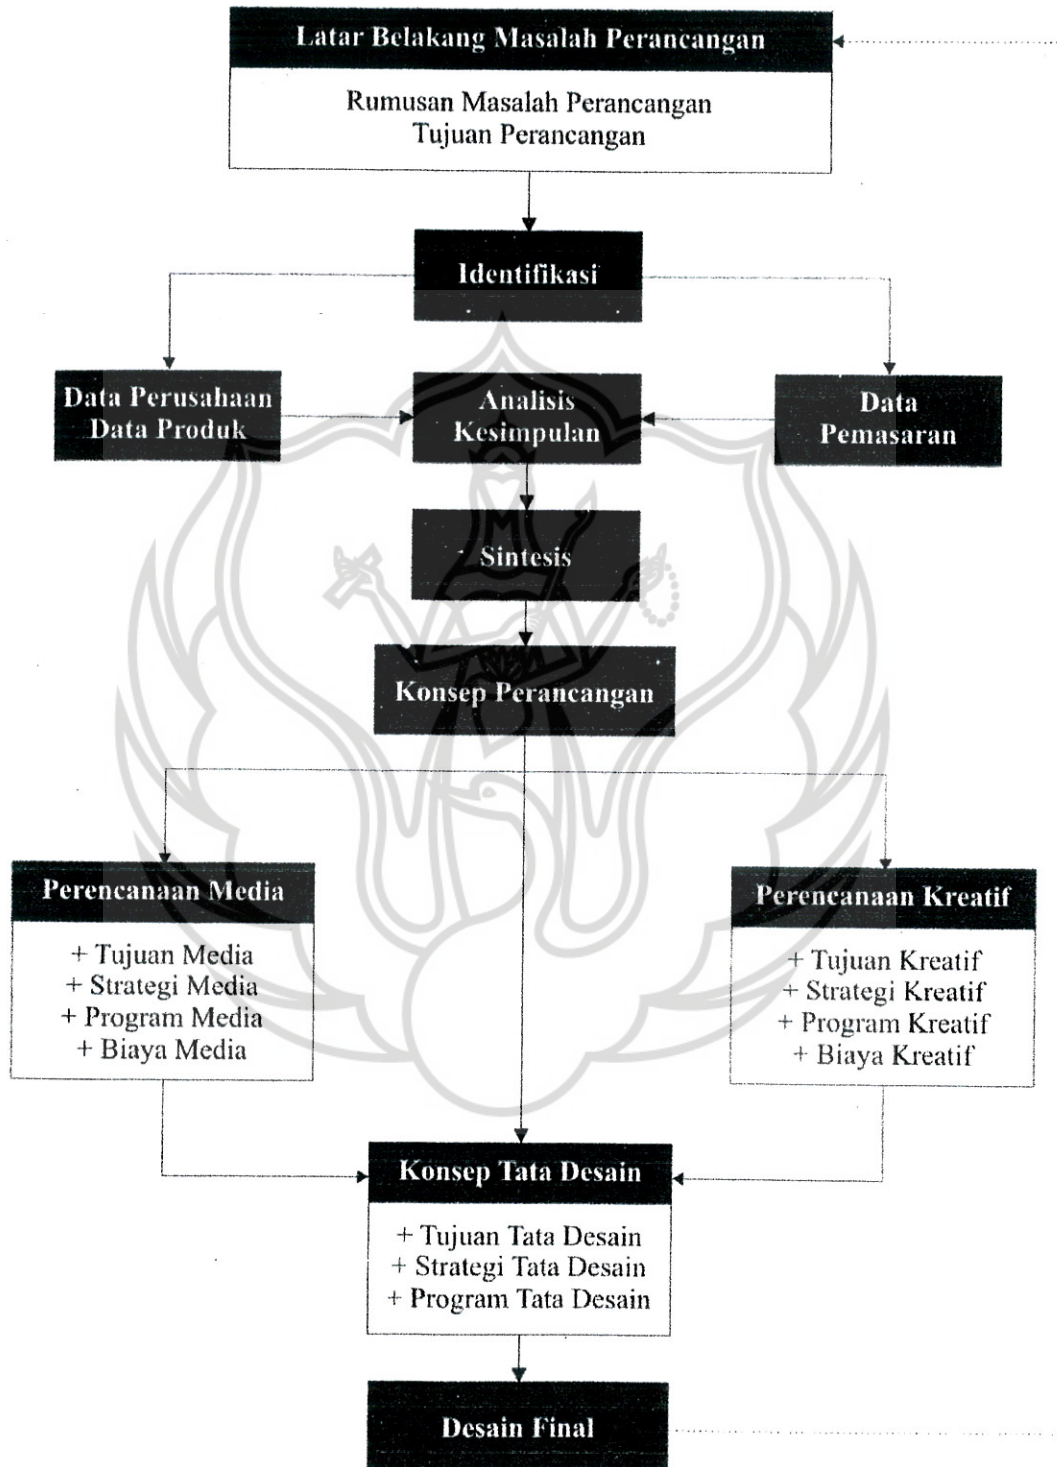 Latar Belakang Masalah Perancangan
Rumusan Masalah Perancangan
Tujuan Perancangan
Identifikasi
Data Perusahaan
Data Produk
Analisis
Kesimpulan
Data
Pemasaran
Sintesis
Konsep Perancangan
Perencanaan Media
+ Tujuan Media
+ Strategi Media
+ Program Media
+ Biaya Media
Perencanaan Kreatif
+ Tujuan Kreatif
+ Strategi Kreatif
+ Program Kreatif
+ Biaya Kreatif
Konsep Tata Desain
+ Tujuan Tata Desain
+ Strategi Tata Desain
+ Program Tata Desain
Desain Final